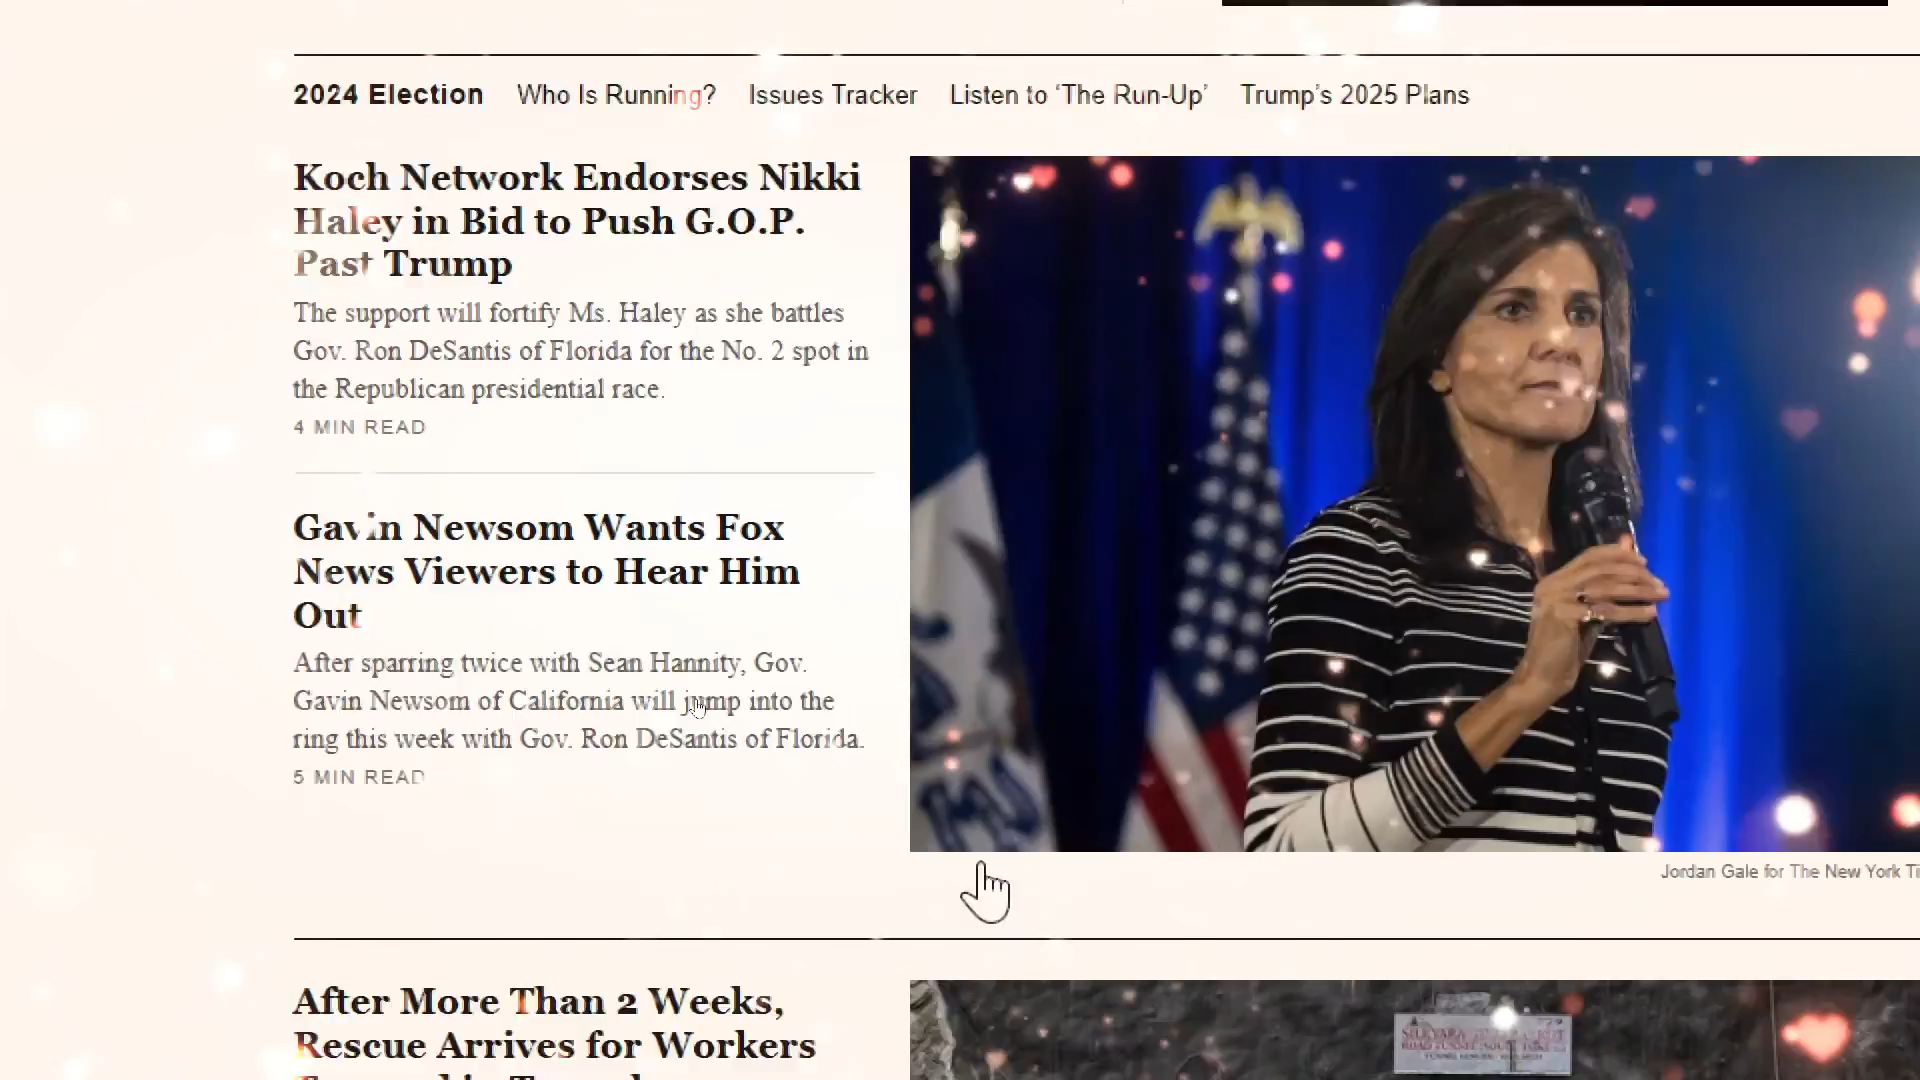 2024 Election Who Is Running? Issues Tracker Listen to ‘The Run-Up’ Trump’s 2025 Plans
Koch Network Endorses Nikki
Haley in Bid to Push G.O.P.
Past Trump
The support will fortify Ms. Haley as she battles
Gov. Ron DeSantis of Florida for the No. 2 spot in
the Republican presidential race.
4 MIN READ
Gavin Newsom Wants Fox
News Viewers to Hear Him
Out
After sparring twice with Sean Hannity, Gov.
Gavin Newsom of California will jump into the
ring this week with Gov. Ron DeSantis of Florida.
5 MIN READ
Jordan Gale for The New York Ti
After More Than 2 Weeks,
Rescue Arrives for Workers